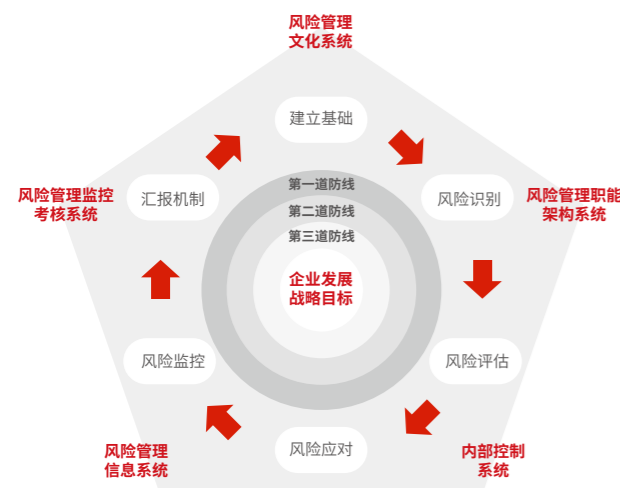 风险管理
文化系统
建立基础
风险管理监控
考核系统
汇报机制
第一道防线
第二道防线
第三道防线
风险识别
风险管理职能
架构系统
企业发展
战略目标
风险监控
风险评估
风险应对
风险管理
信息系统
内部控制
系统